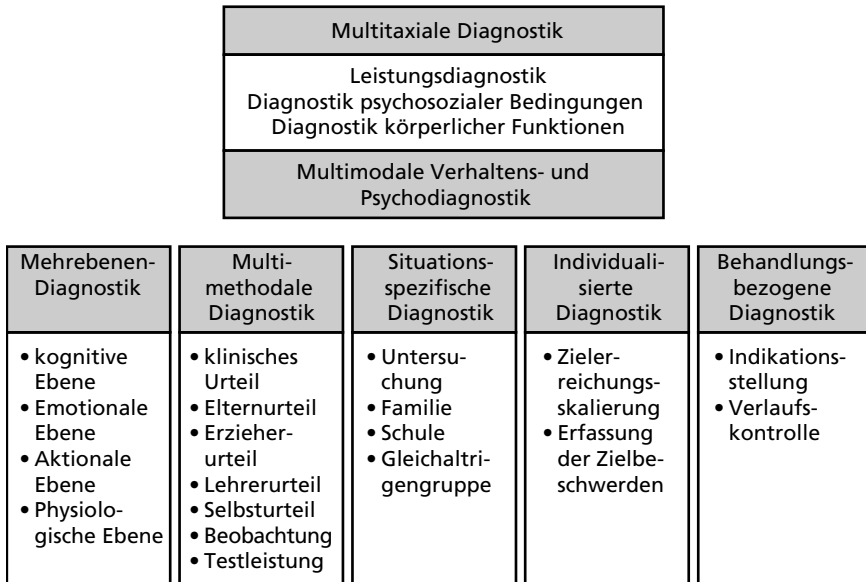 Multitaxiale Diagnostik
Leistungsdiagnostik
Diagnostik psychosozialer Bedingungen
Diagnostik körperlicher Funktionen
Multimodale Verhaltens- und
Psychodiagnostik
Mehrebenen-
Diagnostik
• kognitive
Ebene
• Emotionale
Ebene
• Aktionale
Ebene
• Physiolo-
gische Ebene
Multi-
methodale
Diagnostik
• klinisches
Urteil
• Elternurteil
• Erzieher-
urteil
• Lehrerurteil
• Selbsturteil
• Beobachtung
• Testleistung
Situations-
spezifische
Diagnostik
• Untersu-
chung
• Familie
• Schule
• Gleichaltri-
gengruppe
Individuali-
sierte
Diagnostik
• Zieler-
reichungs-
skalierung
• Erfassung
der Zielbe-
schwerden
Behandlungs-
bezogene
Diagnostik
• Indikations-
stellung
• Verlaufs-
kontrolle